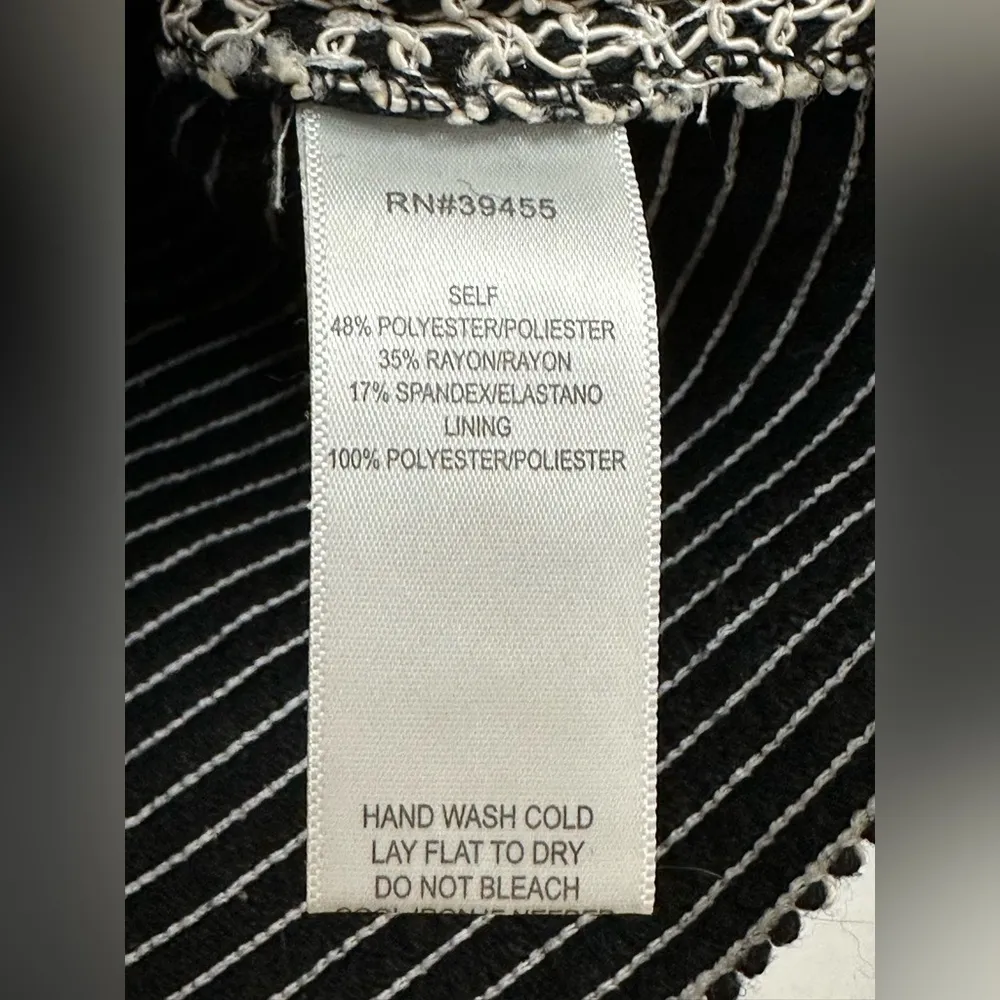 RN#39455
SELF
48% POLYESTER/POLIESTER
35% RAYON/RAYON
17% SPANDEX/ELASTANO
LINING
100% POLYESTER/POLIESTER
HAND WASH COLD
LAY FLAT TO DRY
DO NOT BLEACH